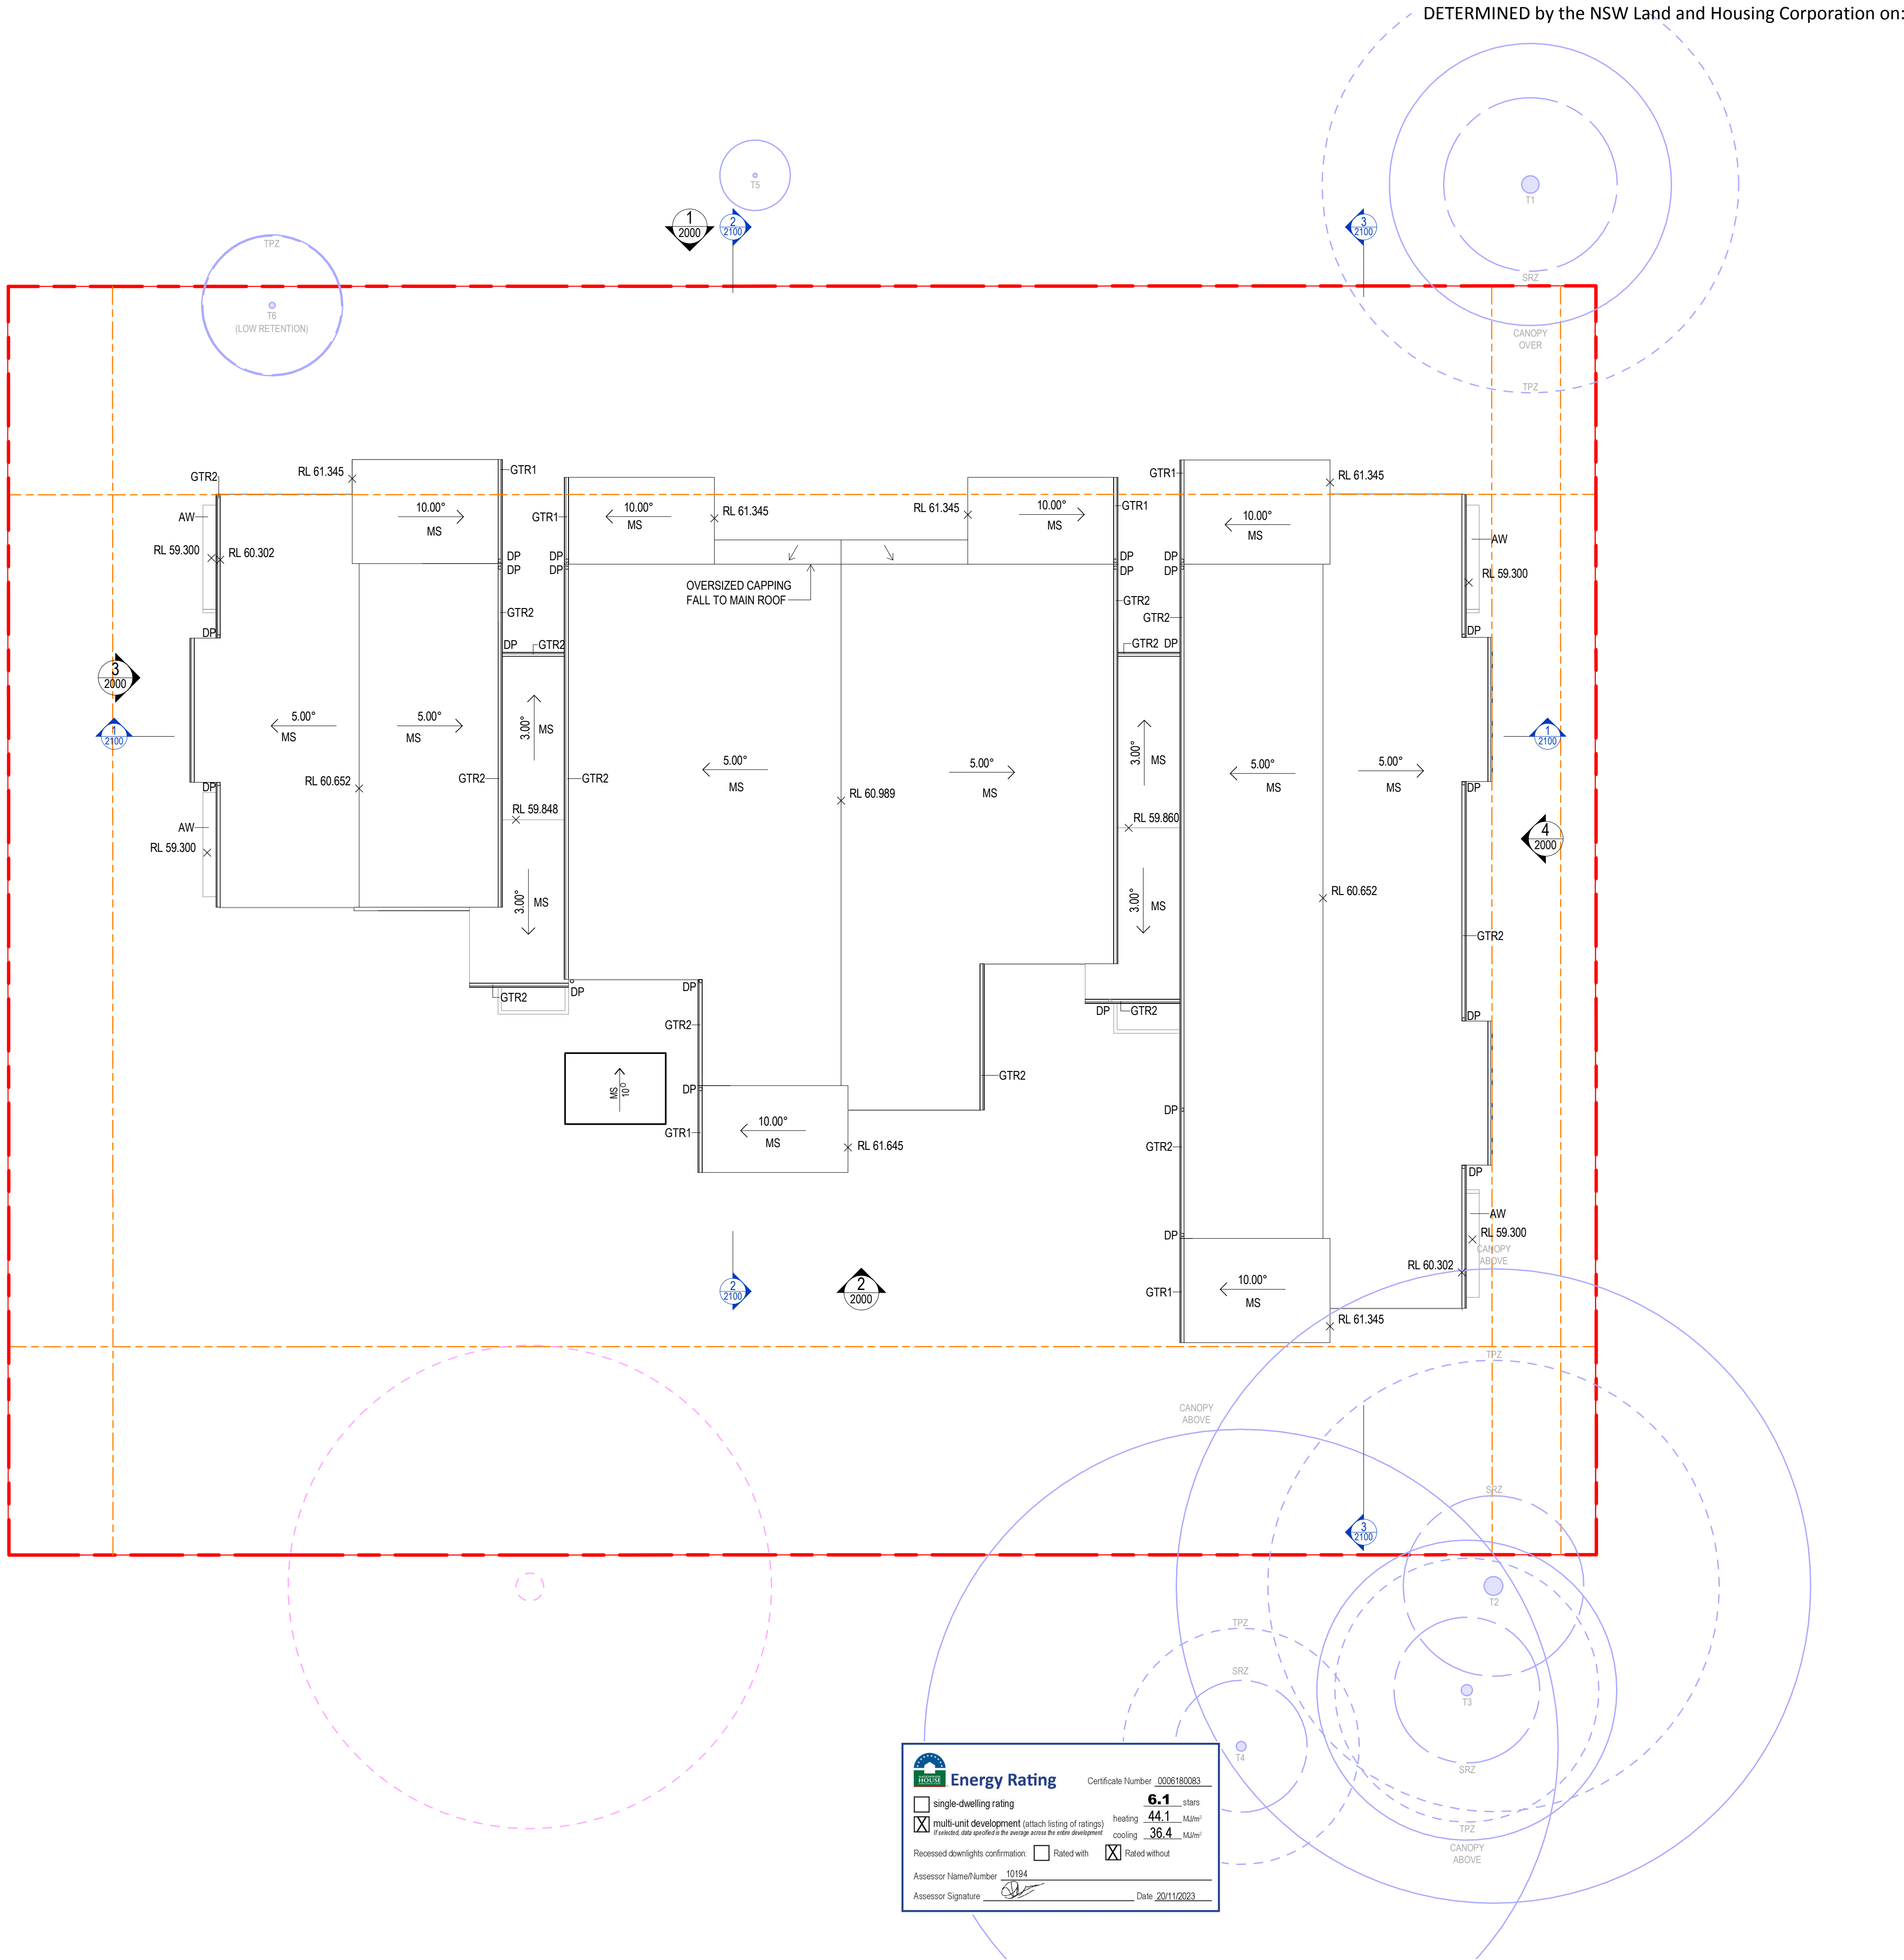 DETERMINED by the NSW Land and Housing Corporation on:
T5
T1
1
2000
2
2100
3
2100
TPZ
T6
(LOW RETENTION)
SRZ
CANOPY
OVER
TPZ
GTR2
RL 61.345
GTR1
GTR1
RL 61.345
AW
10.00°
MS
GTR1
10.00°
MS
RL 61.345
RL 61.345
10.00°
MS
GTR1
10.00°
MS
AW
RL 59.300
RL 60.302
DP
DP
DP
DP
DP
DP
DP
DP
RL 59.300
OVERSIZED CAPPING
FALL TO MAIN ROOF
GTR2
GTR2
GTR2
DP
DP
DP
GTR2
GTR2
DP
3
2000
1
2100
5.00°
MS
5.00°
MS
3.00°
MS
3.00°
MS
1
2100
RL 60.652
GTR2
GTR2
5.00°
MS
5.00°
MS
5.00°
MS
5.00°
MS
DP
DP
RL 59.848
RL 60.989
RL 59.860
AW
RL 59.300
4
2000
3.00°
MS
3.00°
MS
RL 60.652
GTR2
GTR2
DP
DP
DP
GTR2
DP
GTR2
MS
10°
DP
GTR2
DP
GTR1
10.00°
MS
RL 61.645
GTR2
DP
AW
DP
RL 59.300
CANOPY
ABOVE
RL 60.302
2
2100
2
2000
GTR1
10.00°
MS
RL 61.345
TPZ
CANOPY
ABOVE
SRZ
3
2100
T2
TPZ
SRZ
T3
T4
SRZ
TPZ
CANOPY
ABOVE
HOUSE
Energy Rating
Certificate Number 0006180083
single-dwelling rating
6.1 stars
X multi-unit development (attach listing of ratings)
If selected, data specified is the average across the entire development
heating 44.1 MJ/m²
cooling 36.4 MJ/m²
Recessed downlights confirmation: Rated with X Rated without
Assessor Name/Number 10194
Assessor Signature Date 20/11/2023